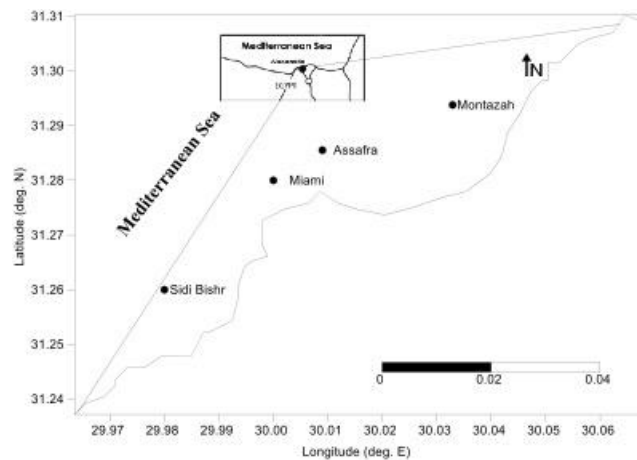 31.31
31.30
31.29
31.28
31.27
31.26
31.25
31.24
Latitude (deg. N)
Mediterranean Sea
Alexandria
EGYPT
N
Montazah
Assafra
Miami
Mediterranean Sea
Sidi Bishr
0
0.02
0.04
29.97 29.98 29.99 30.00 30.01 30.02 30.03 30.04 30.05 30.06
Longitude (deg. E)